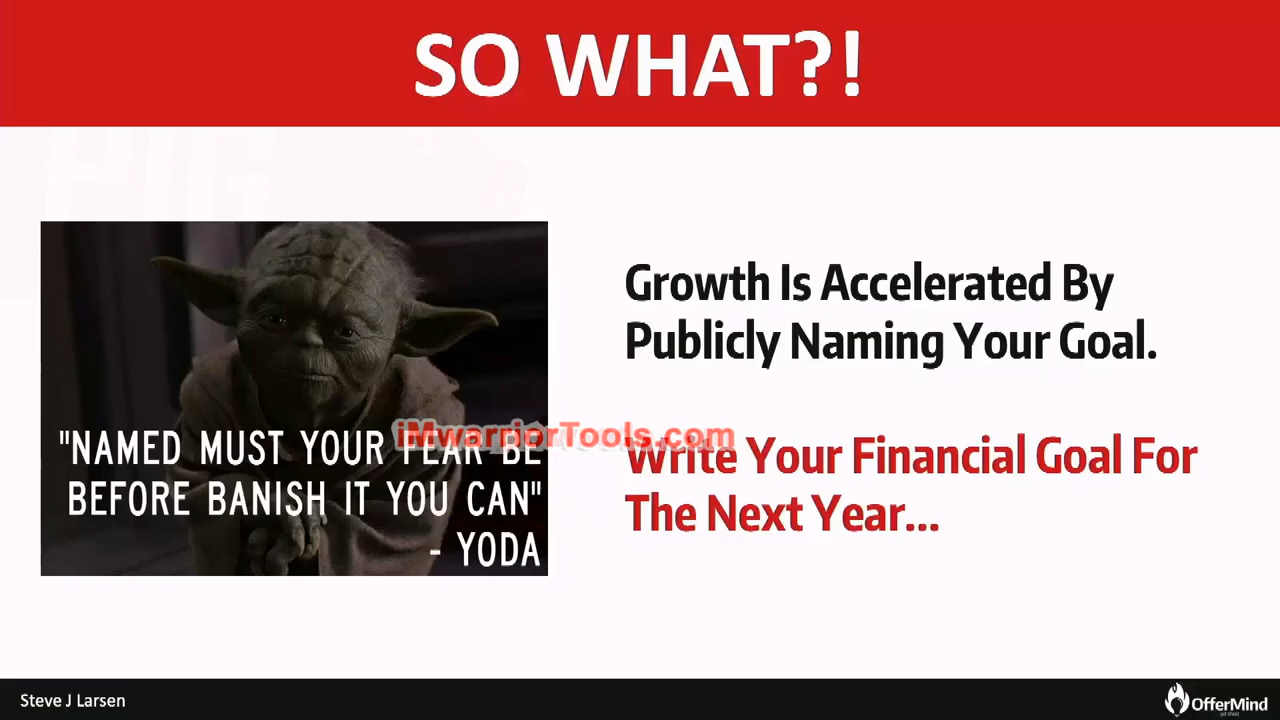 SO WHAT?!
"NAMED MUST YOUR FEAR BE
BEFORE BANISH IT YOU CAN"
- YODA
Growth Is Accelerated By
Publicly Naming Your Goal.
iMwarriorTools.com
Write Your Financial Goal For
The Next Year...
Steve J Larsen
OfferMind